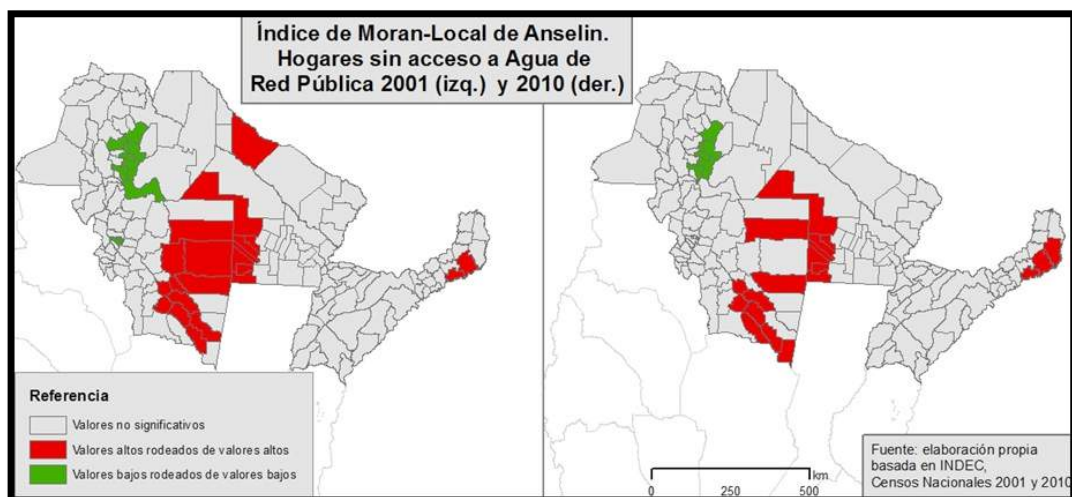 Índice de Moran-Local de Anselin.
Hogares sin acceso a Agua de
Red Pública 2001 (izq.) y 2010 (der.)
Referencia
Valores no significativos
Valores altos rodeados de valores altos
Valores bajos rodeados de valores bajos
km
0 250 500
Fuente: elaboración propia
basada en INDEC,
Censos Nacionales 2001 y 2010